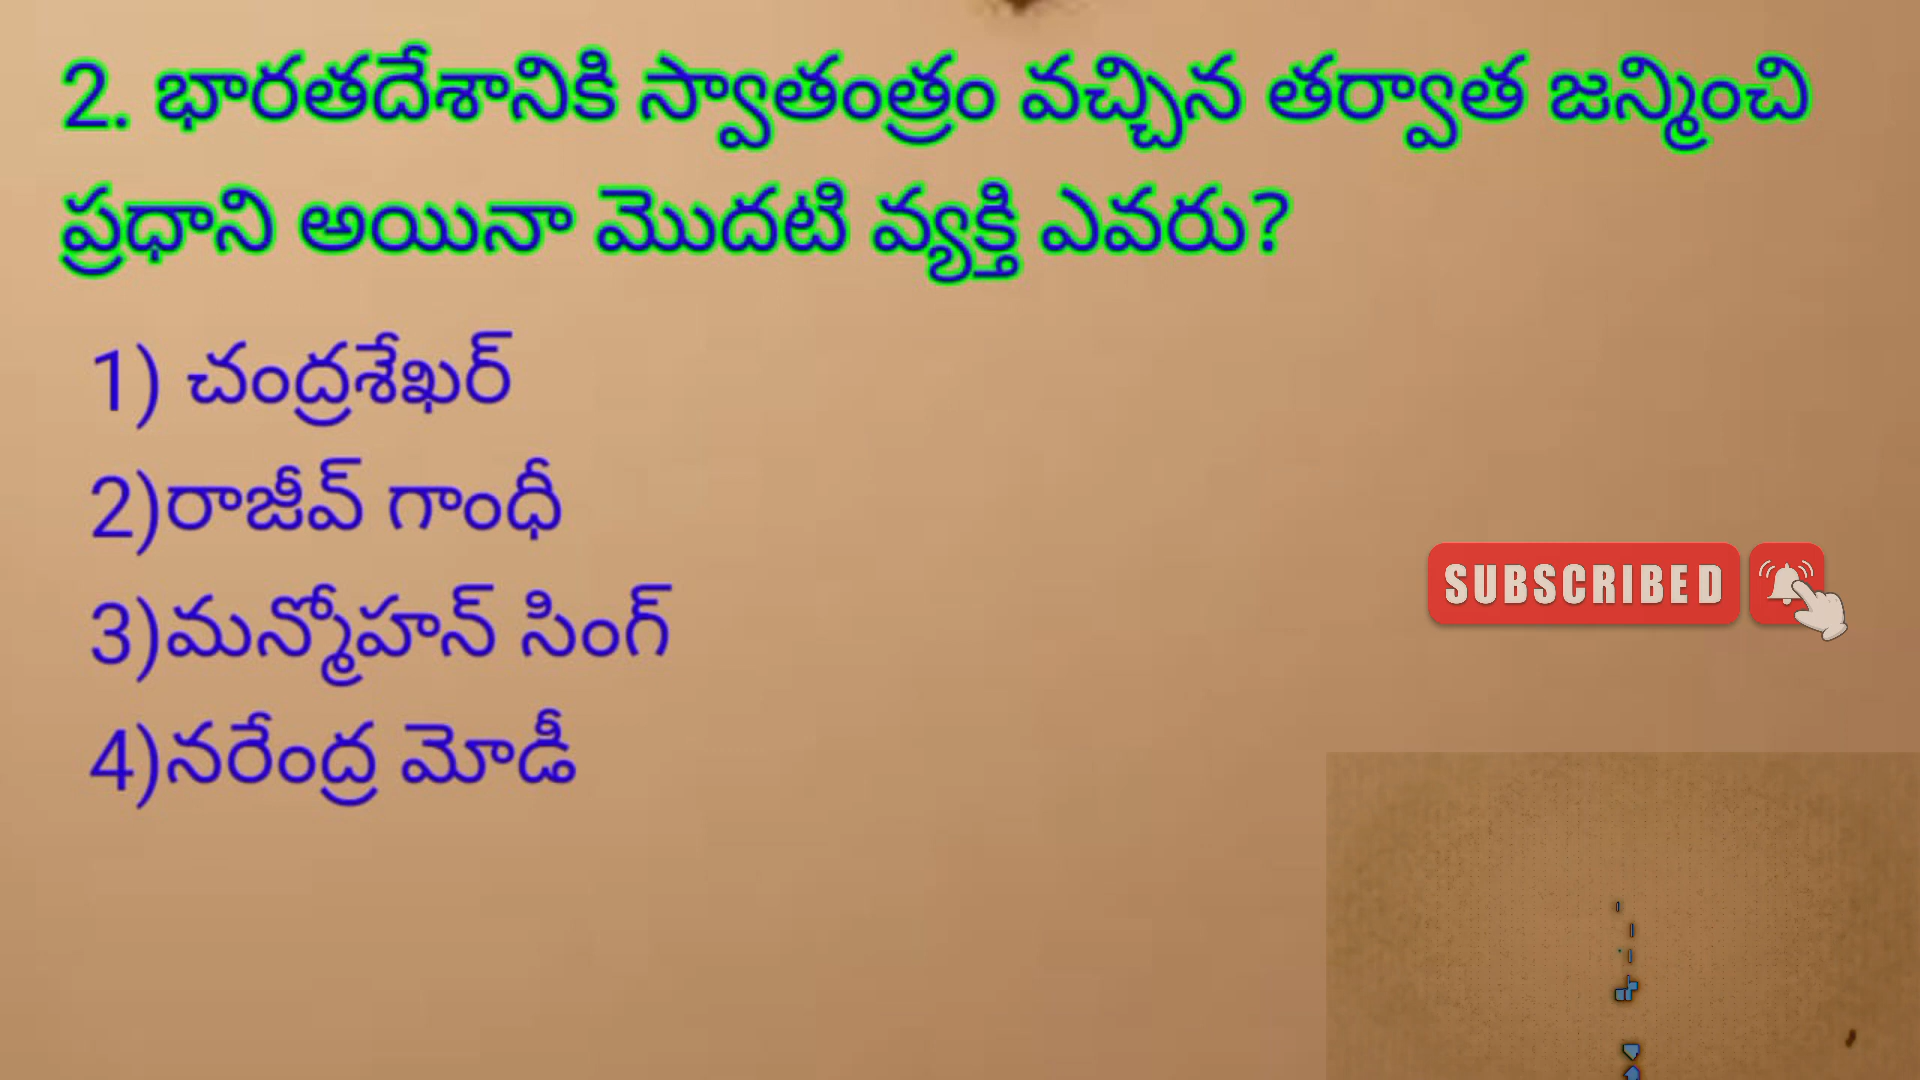 2. భారతదేశానికి స్వాతంత్రం వచ్చిన తర్వాత జన్మించి
ప్రధాని అయినా మొదటి వ్యక్తి ఎవరు?
1) చంద్రశేఖర్
2)రాజీవ్ గాంధీ
3)మన్మోహన్ సింగ్
4)నరేంద్ర మోడీ
SUBSCRIBED